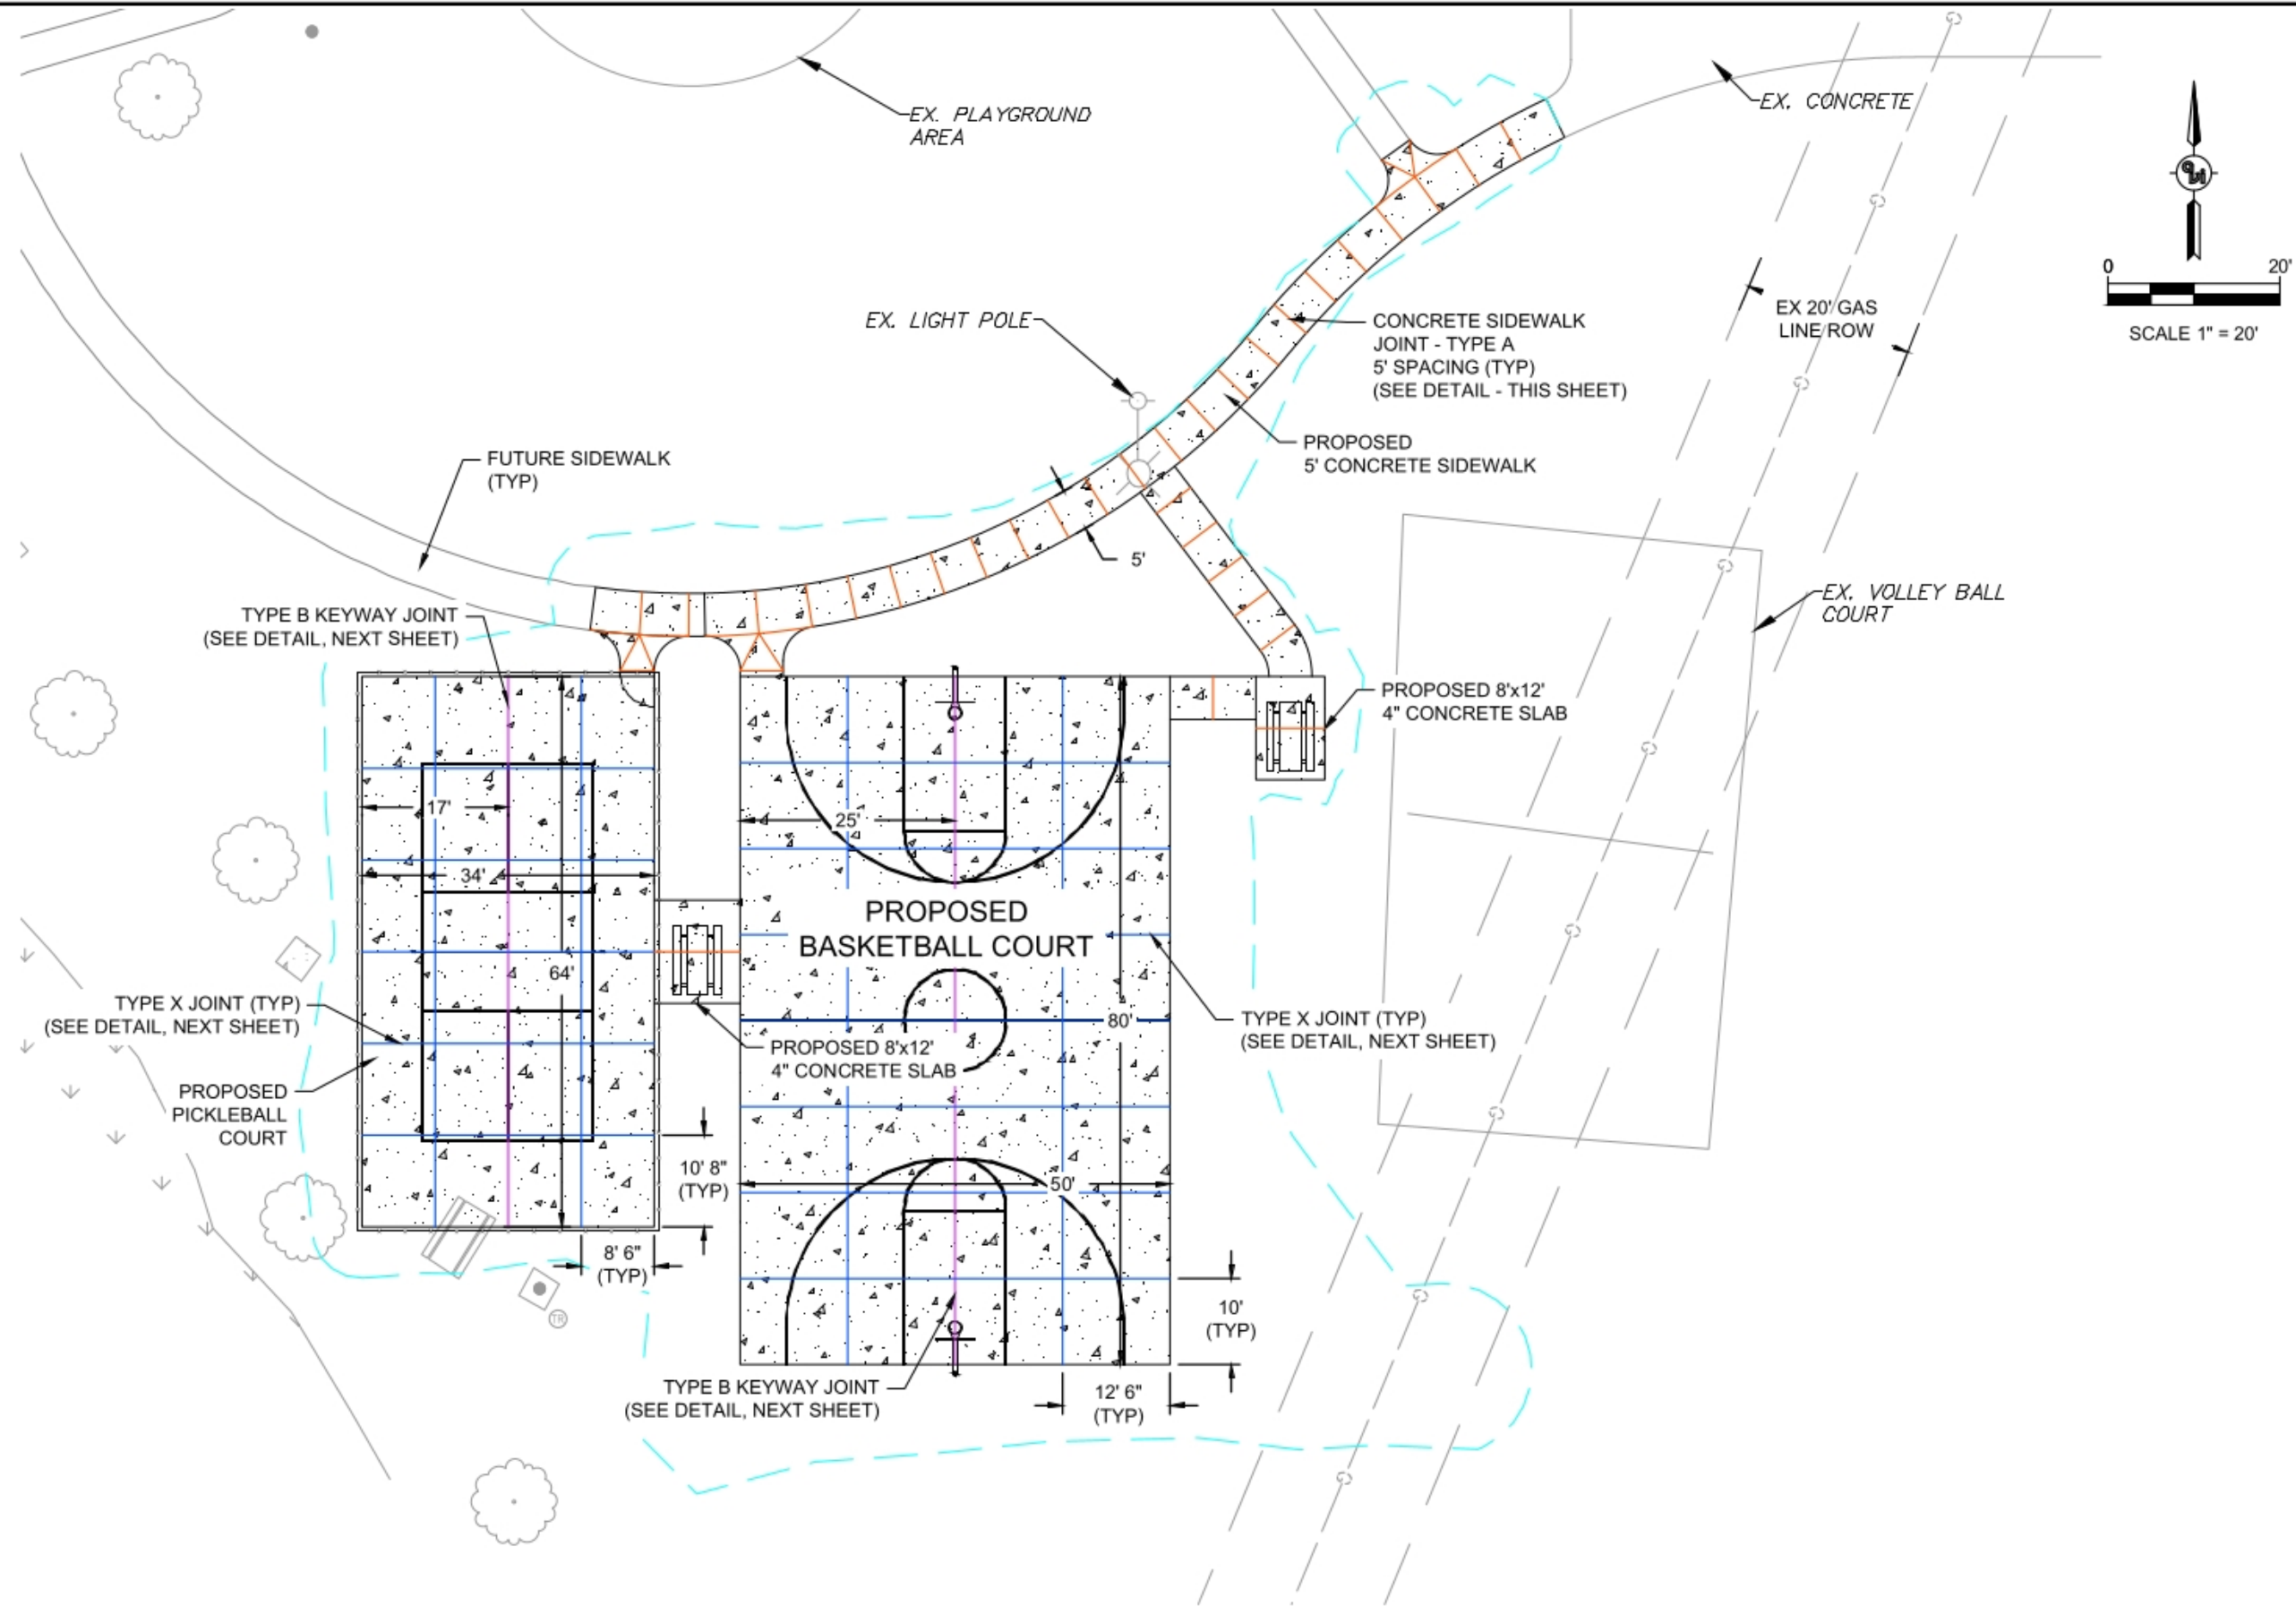 EX. PLAYGROUND
AREA
EX. CONCRETE
0 20'
SCALE 1" = 20'
EX 20' GAS
LINE ROW
EX. LIGHT POLE
CONCRETE SIDEWALK
JOINT - TYPE A
5' SPACING (TYP)
(SEE DETAIL - THIS SHEET)
PROPOSED
5' CONCRETE SIDEWALK
FUTURE SIDEWALK
(TYP)
5'
EX. VOLLEY BALL
COURT
TYPE B KEYWAY JOINT
(SEE DETAIL, NEXT SHEET)
PROPOSED 8'x12'
4" CONCRETE SLAB
17'
25'
34'
PROPOSED
BASKETBALL COURT
64'
TYPE X JOINT (TYP)
(SEE DETAIL, NEXT SHEET)
80'
TYPE X JOINT (TYP)
(SEE DETAIL, NEXT SHEET)
PROPOSED 8'x12'
4" CONCRETE SLAB
PROPOSED
PICKLEBALL
COURT
10' 8"
(TYP)
50'
8' 6"
(TYP)
TR
10'
(TYP)
TYPE B KEYWAY JOINT
(SEE DETAIL, NEXT SHEET)
12' 6"
(TYP)
G
G
G
G
G
G
G
G
G